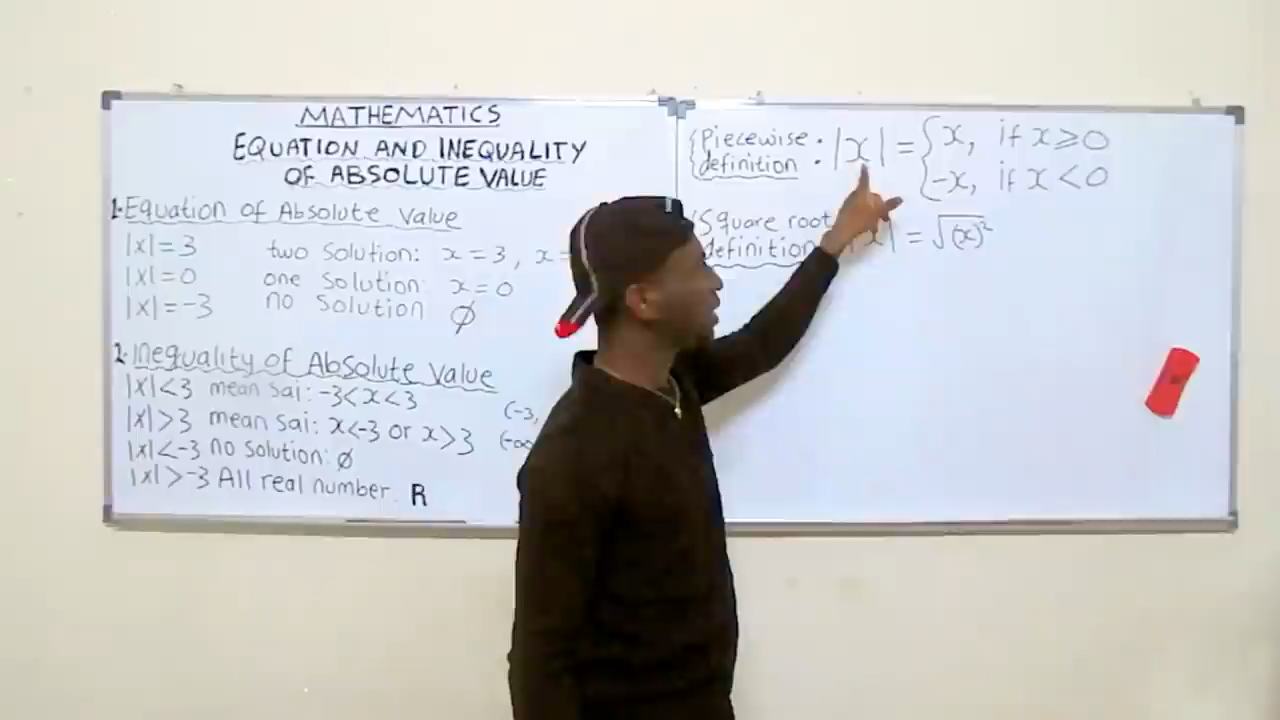 MATHEMATICS
EQUATION AND INEQUALITY
OF ABSOLUTE VALUE
1. Equation of Absolute Value
|x|=3 two solution: x=3, x=
|x|=0 one solution: x=0
|x|=-3 no solution ∅
2. Inequality of Absolute Value
|x|<3 mean sai: -3<x<3 (-3,
|x|>3 mean sai: x<-3 or x>3 (-∞
|x|<-3 no solution: ∅
|x|>-3 All real number. R
Piecewise definition : |x| = { x, if x≥0
-x, if x<0
Square root
definition |x| = √(x)²